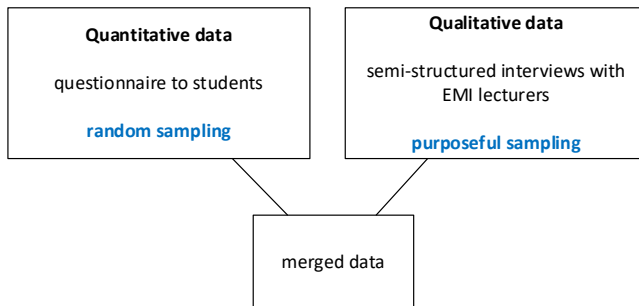 Quantitative data
questionnaire to students
random sampling
Qualitative data
semi-structured interviews with
EMI lecturers
purposeful sampling
merged data